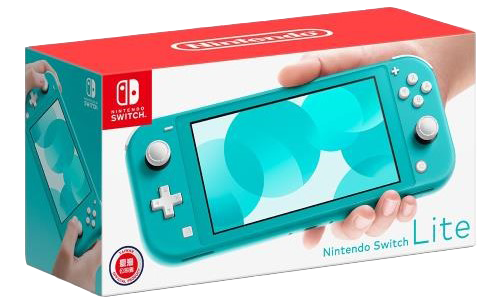 Nintendo
NINTENDO
SWITCH
Nintendo Switch Lite